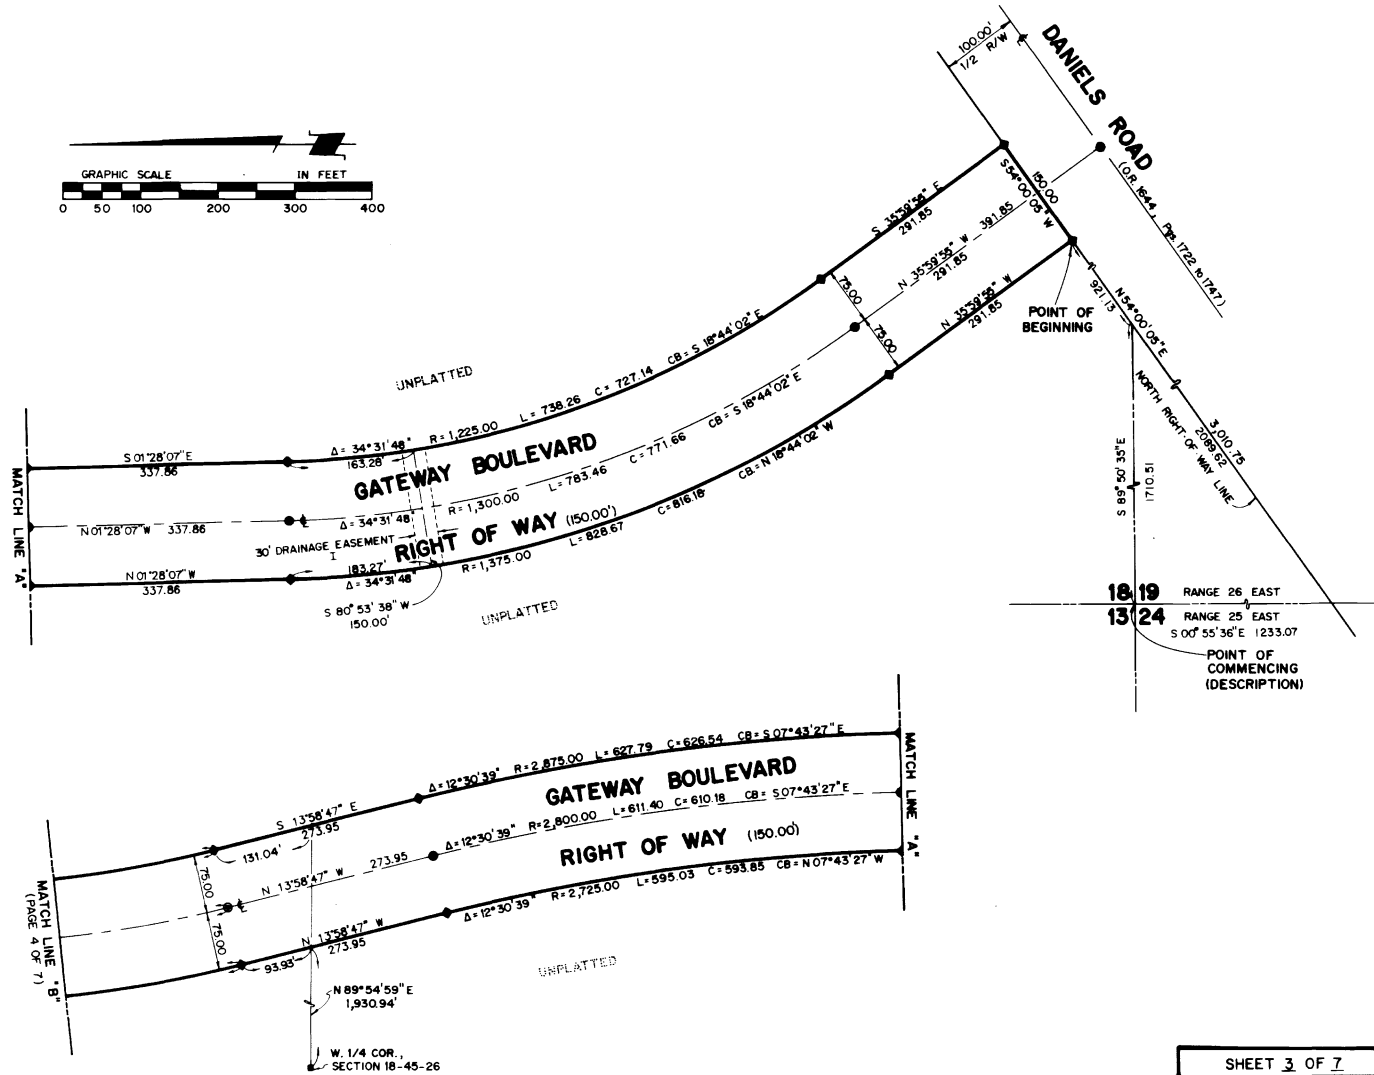 100.00'
1/2 R/W
DANIELS ROAD
(O.R. 1644, Pgs. 1722 to 1747)
GRAPHIC SCALE IN FEET
0 50 100 200 300 400
S 35°59'55" E
291.85
150.00
S 54°00'05" W
N 35°59'55" W 391.85
291.85
N 35°59'55" W
291.85
75.00
75.00
POINT OF
BEGINNING
921.13
N 54°00'05" E
3,010.75
2089.62
NORTH RIGHT-OF WAY LINE
S 89°50'35"E
1710.51
UNPLATTED
Δ = 34°31'48" R = 1,225.00 L = 738.26 C = 727.14 CB = S 18°44'02" E
163.28'
S 01°28'07" E
337.86
GATEWAY BOULEVARD
MATCH LINE "A"
N 01°28'07" W 337.86
Δ = 34°31'48" R = 1,300.00 L = 783.46 C = 771.66 CB = S 18°44'02" E
30' DRAINAGE EASEMENT
RIGHT OF WAY (150.00')
N 01°28'07" W
337.86
183.27'
Δ = 34°31'48" R = 1,375.00 L = 828.67 C = 816.18 CB = N 18°44'02" W
S 80° 53' 38" W
150.00'
UNPLATTED
18 19 RANGE 26 EAST
13 24 RANGE 25 EAST
S 00° 55'36"E 1233.07
POINT OF
COMMENCING
(DESCRIPTION)
Δ = 12°30'39" R = 2,875.00 L = 627.79 C = 626.54 CB = S 07°43'27" E
GATEWAY BOULEVARD
MATCH LINE "A"
S 13°58'47" E
273.95
131.04'
Δ = 12°30'39" R = 2,800.00 L = 611.40 C = 610.18 CB = S 07°43'27" E
RIGHT OF WAY (150.00')
N 13°58'47" W 273.95
75.00
75.00
Δ = 12°30'39" R = 2,725.00 L = 595.03 C = 593.85 CB = N 07°43'27" W
MATCH LINE "B"
(PAGE 4 OF 7)
N 13°58'47" W
273.95
93.93'
UNPLATTED
N 89°54'59" E
1,930.94'
W. 1/4 COR.,
SECTION 18-45-26
SHEET 3 OF 7